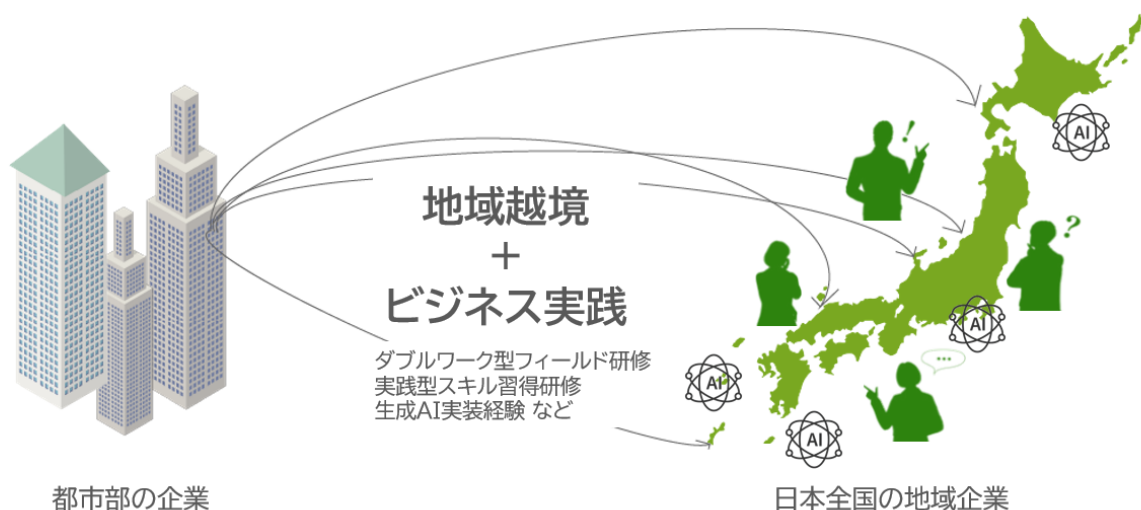 地域越境
+
ビジネス実践
ダブルワーク型フィールド研修
実践型スキル習得研修
生成AI実装経験 など
AI
!
?
AI
AI
...
AI
都市部の企業
日本全国の地域企業